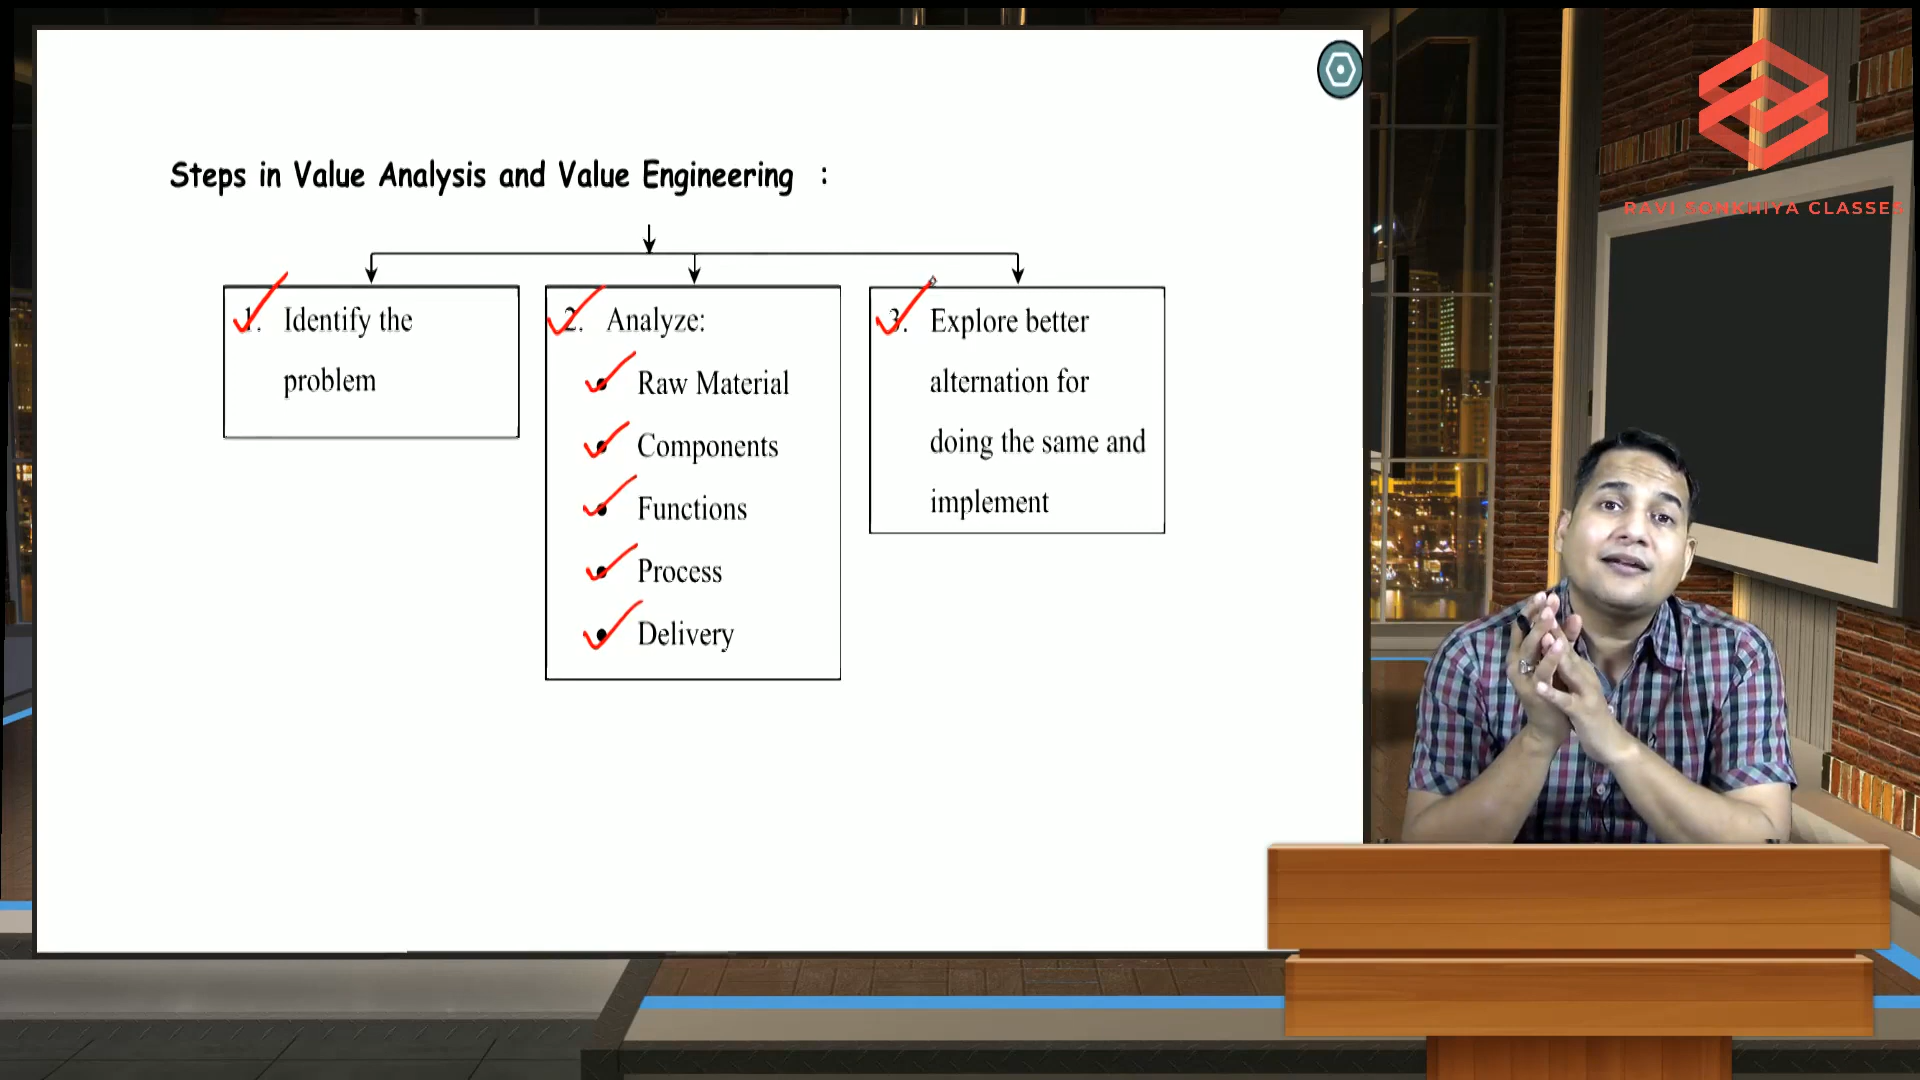 Steps in Value Analysis and Value Engineering :
1. Identify the
problem
2. Analyze:
• Raw Material
• Components
• Functions
• Process
• Delivery
3. Explore better
alternation for
doing the same and
implement
RAVI SONKHIYA CLASSES